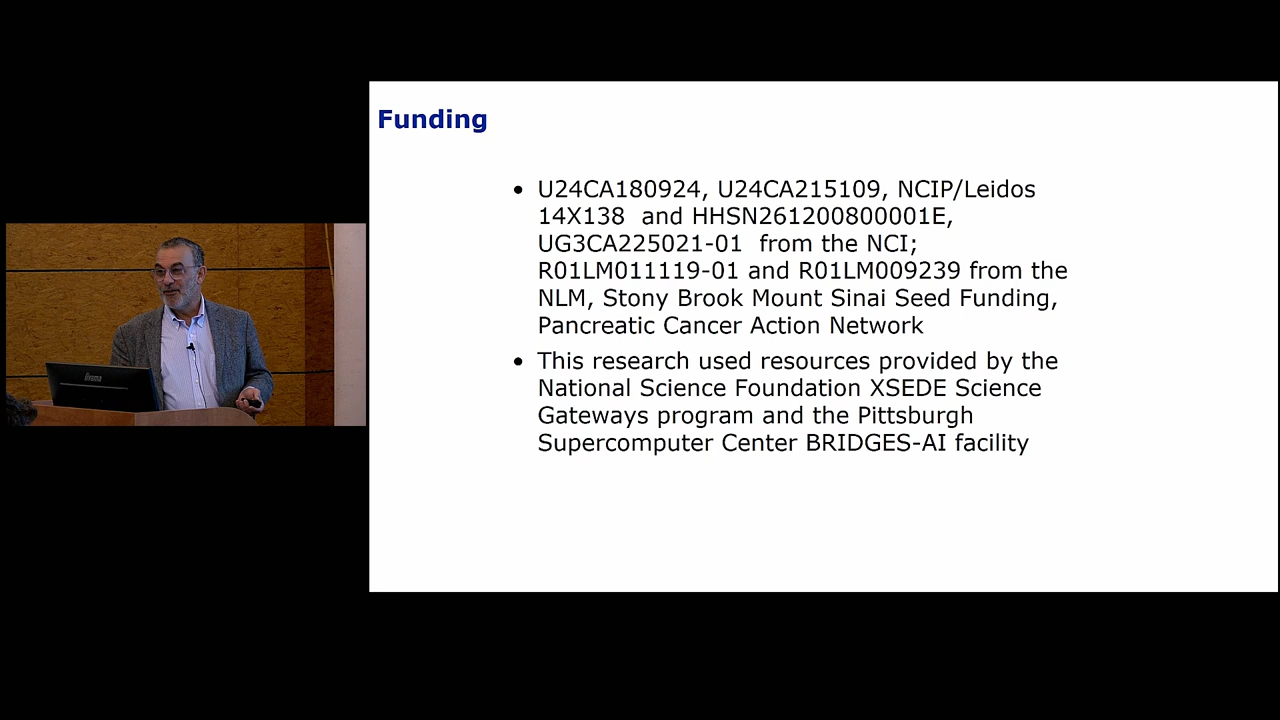 Funding
• U24CA180924, U24CA215109, NCIP/Leidos
14X138 and HHSN261200800001E,
UG3CA225021-01 from the NCI;
R01LM011119-01 and R01LM009239 from the
NLM, Stony Brook Mount Sinai Seed Funding,
Pancreatic Cancer Action Network
• This research used resources provided by the
National Science Foundation XSEDE Science
Gateways program and the Pittsburgh
Supercomputer Center BRIDGES-AI facility
iiyama